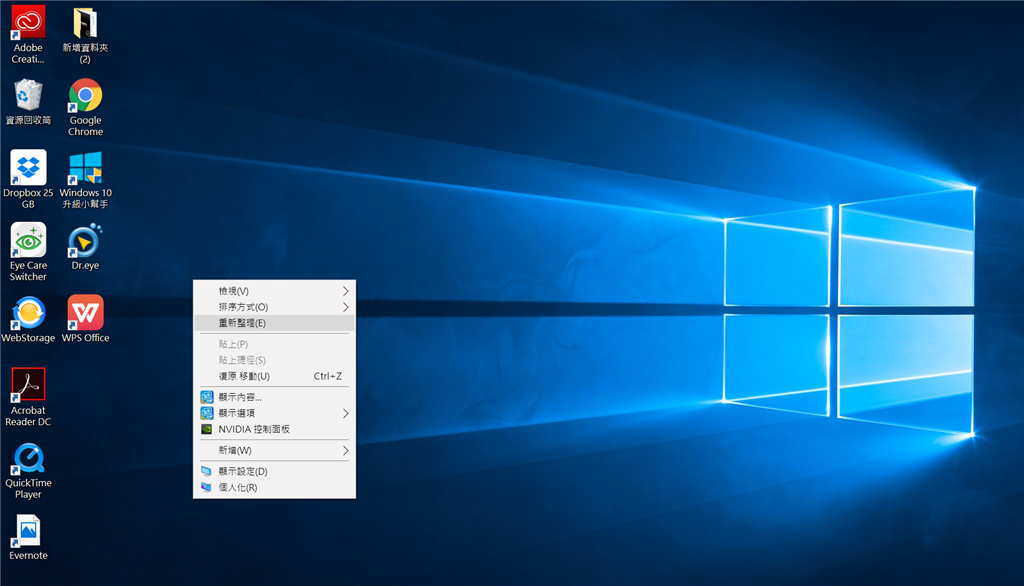 Adobe
Creati...
新增資料夾
(2)
資源回收筒
Google
Chrome
Dropbox 25
GB
Windows 10
升級小幫手
Eye Care
Switcher
Dr.eye
WebStorage
WPS Office
Acrobat
Reader DC
QuickTime
Player
Evernote
檢視(V)
排序方式(O)
重新整理(E)
貼上(P)
貼上捷徑(S)
復原 移動(U) Ctrl+Z
顯示內容...
顯示選項
NVIDIA 控制面板
新增(W)
顯示設定(D)
個人化(R)